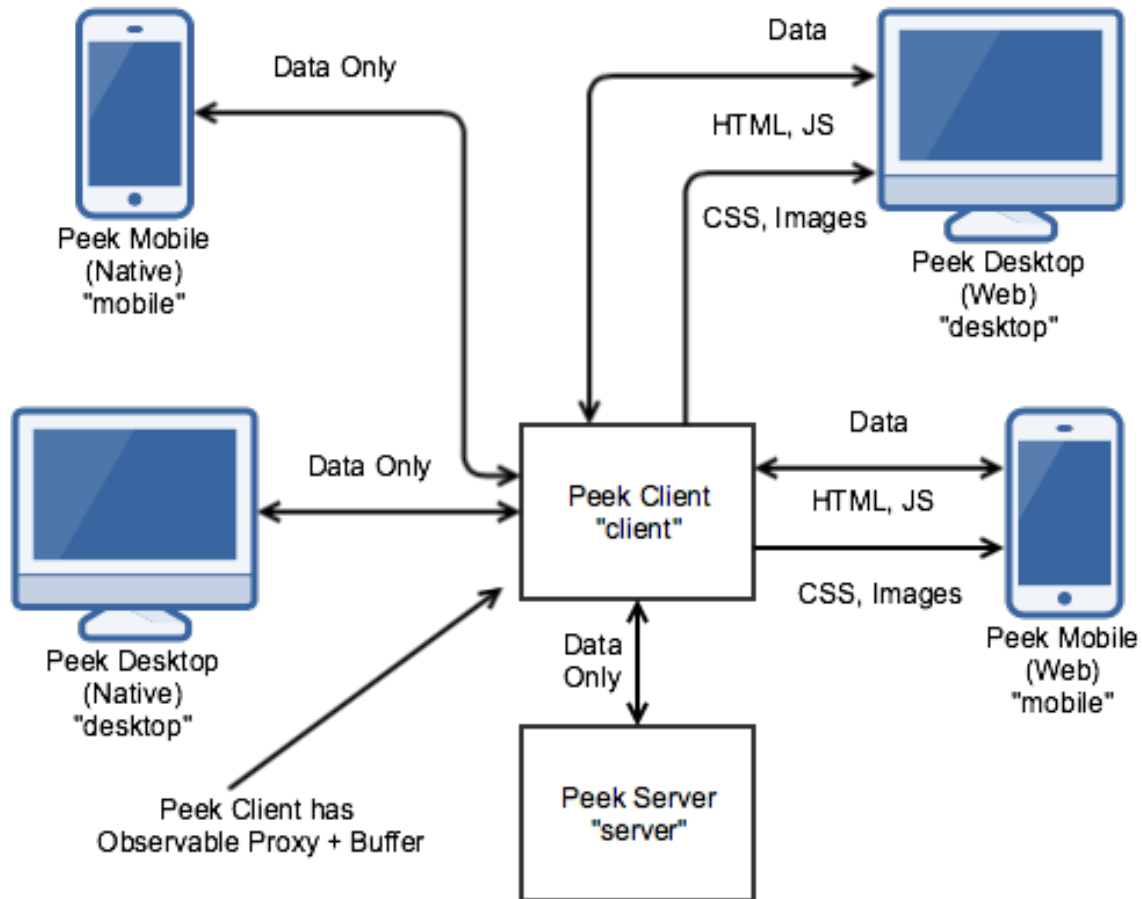 Data Only
Peek Mobile
(Native)
"mobile"
Data
HTML, JS
CSS, Images
Peek Desktop
(Web)
"desktop"
Data Only
Peek Desktop
(Native)
"desktop"
Peek Client
"client"
Data
HTML, JS
CSS, Images
Peek Mobile
(Web)
"mobile"
Data
Only
Peek Client has
Observable Proxy + Buffer
Peek Server
"server"